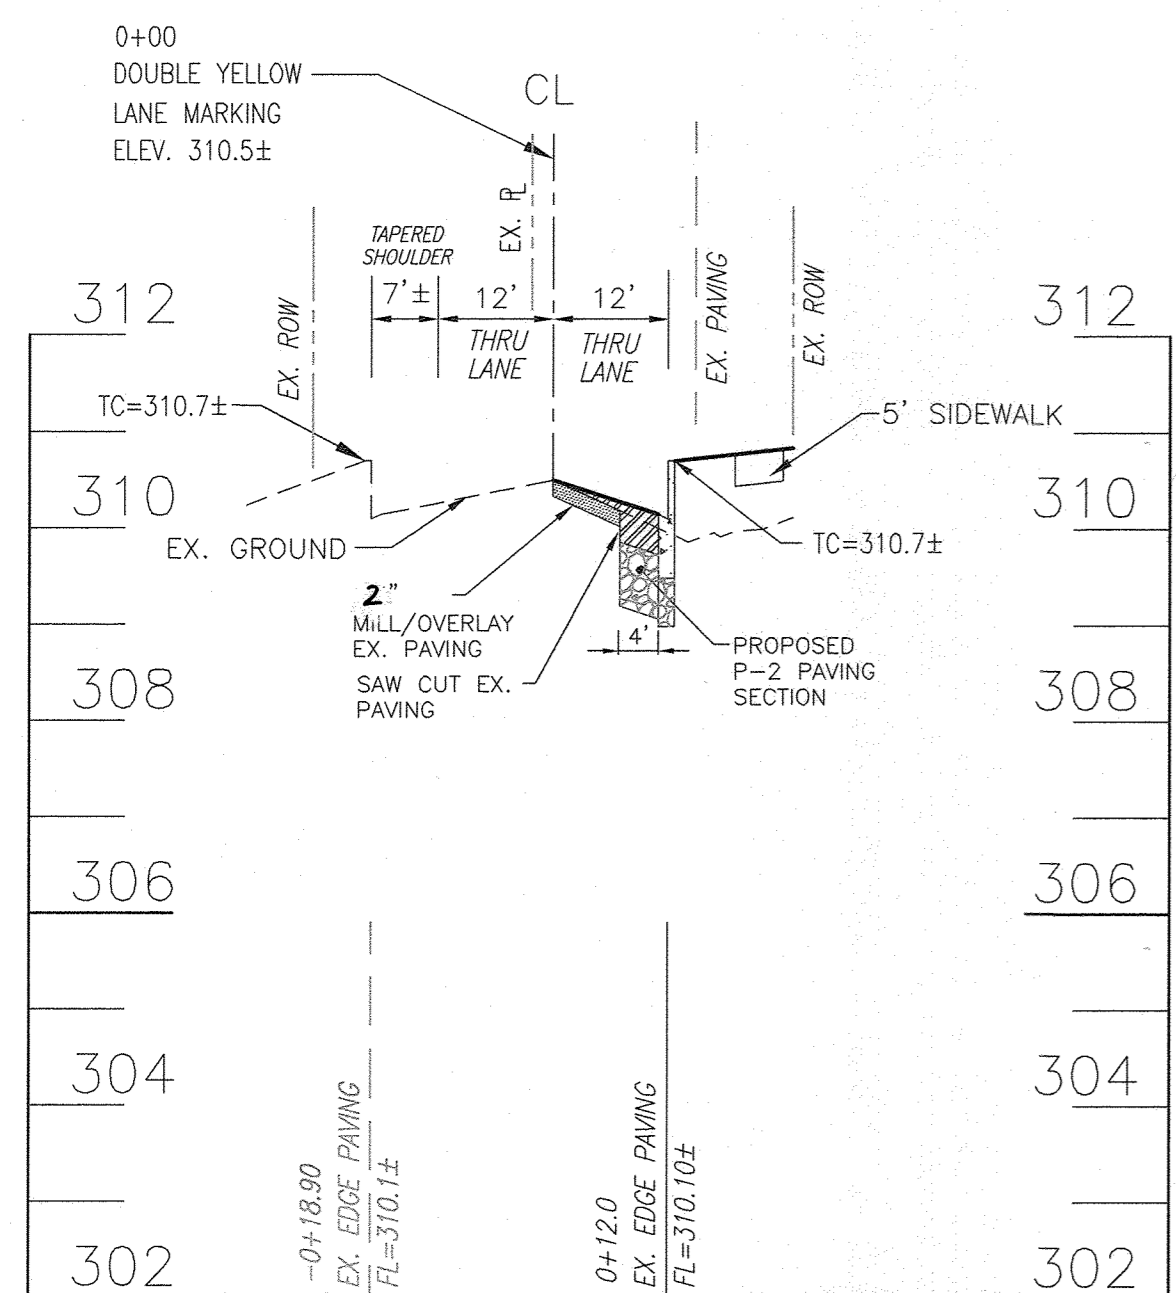 0+00
DOUBLE YELLOW
LANE MARKING
ELEV. 310.5±
CL
EX. PL
TAPERED
SHOULDER
7'±
12'
12'
THRU
LANE
THRU
LANE
EX. ROW
EX. PAVING
EX. ROW
312
312
TC=310.7±
5' SIDEWALK
310
310
EX. GROUND
TC=310.7±
2"
MILL/OVERLAY
EX. PAVING
SAW CUT EX.
PAVING
4'
PROPOSED
P-2 PAVING
SECTION
308
308
306
306
304
304
-0+18.90
EX. EDGE PAVING
FL=310.1±
0+12.0
EX. EDGE PAVING
FL=310.10±
302
302